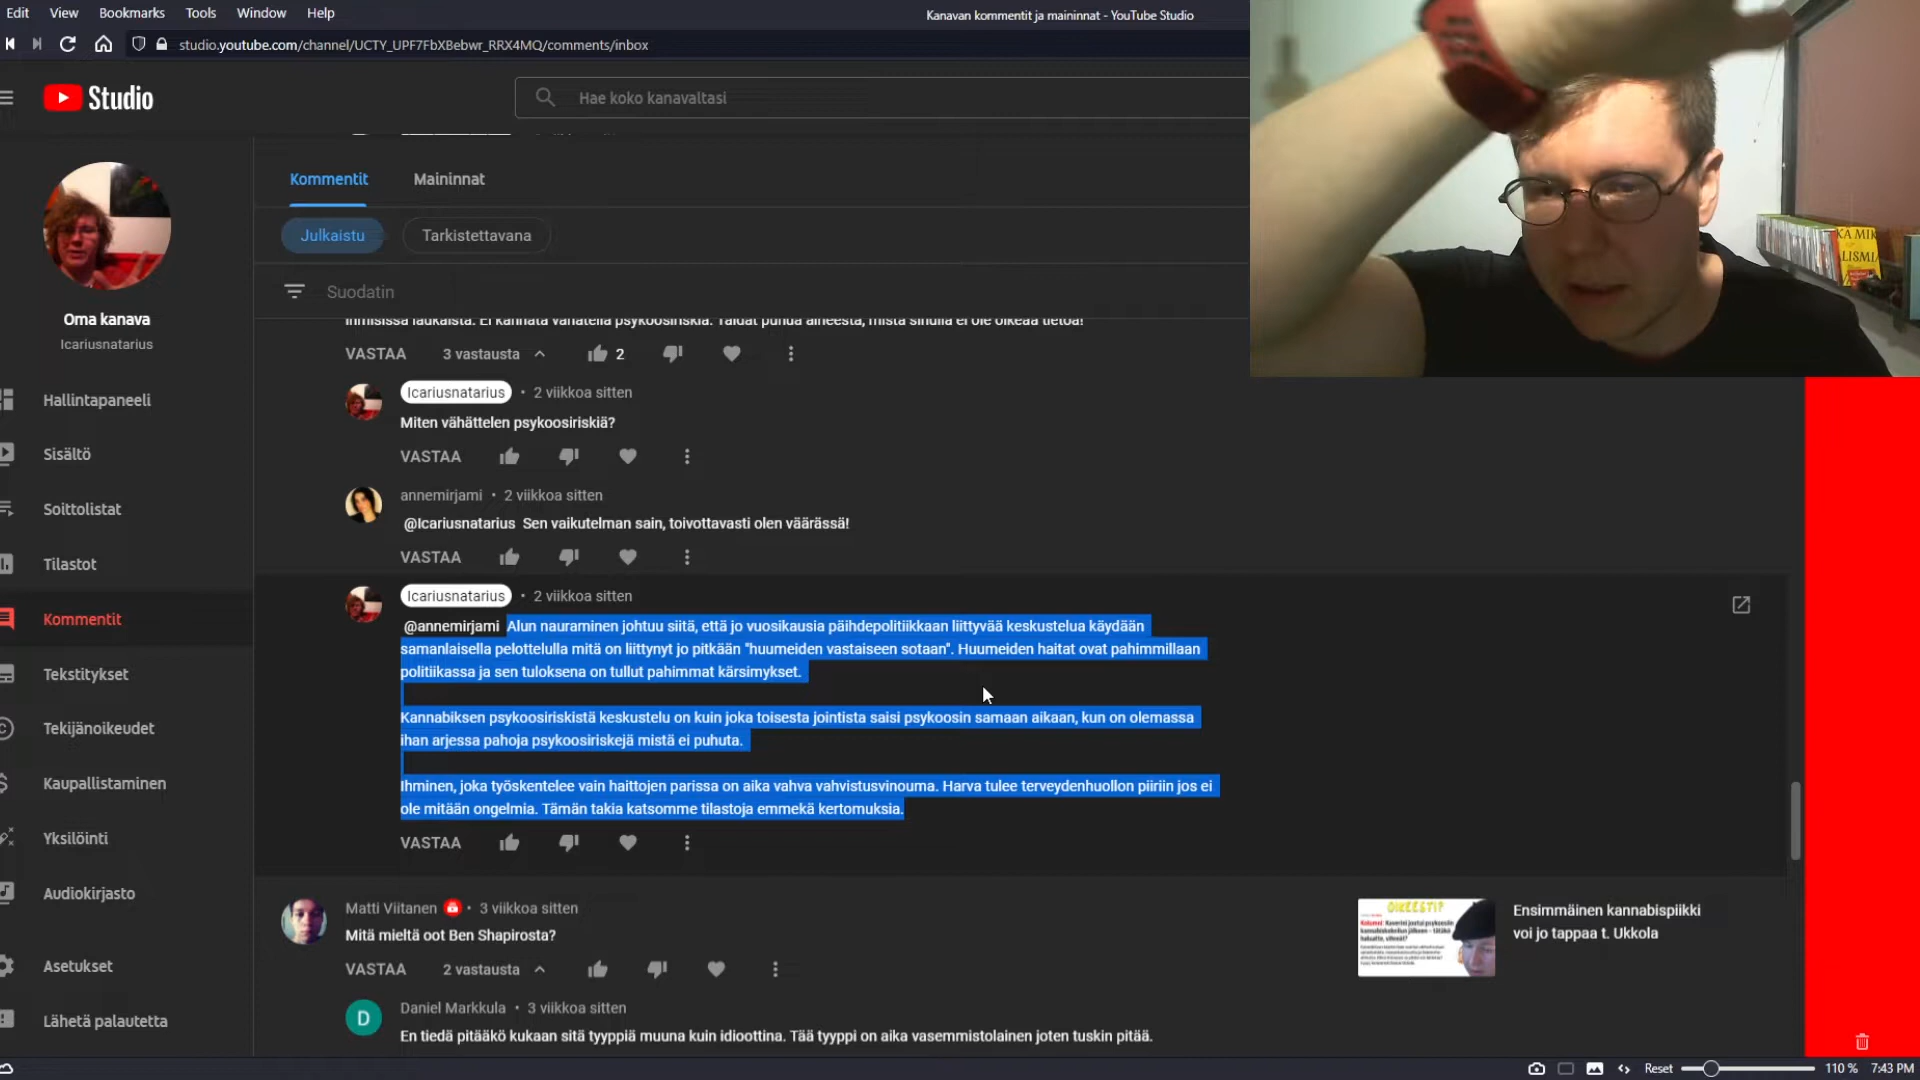 Edit View Bookmarks Tools Window Help
Kanavan kommentit ja maininnat - YouTube Studio
studio.youtube.com/channel/UCTY_UPF7FbXBebwr_RRX4MQ/comments/inbox
Studio
Hae koko kanavaltasi
Kommentit Maininnat
Julkaistu Tarkistettavana
Suodatin
Oma kanava
Icariusnatarius
Hallintapaneeli
Sisältö
Soittolistat
Tilastot
Kommentit
Tekstitykset
Tekijänoikeudet
Kaupallistaminen
Yksilöinti
Audiokirjasto
Asetukset
Lähetä palautetta
VASTAA 3 vastausta 2
Icariusnatarius • 2 viikkoa sitten
Miten vähättelen psykoosiriskiä?
VASTAA
annemirjami • 2 viikkoa sitten
@Icariusnatarius Sen vaikutelman sain, toivottavasti olen väärässä!
VASTAA
Icariusnatarius • 2 viikkoa sitten
@annemirjami Alun nauraminen johtuu siitä, että jo vuosikausia päihdepolitiikkaan liittyvää keskustelua käydään
samanlaisella pelottelulla mitä on liittynyt jo pitkään "huumeiden vastaiseen sotaan". Huumeiden haitat ovat pahimmillaan
politiikassa ja sen tuloksena on tullut pahimmat kärsimykset.
Kannabiksen psykoosiriskistä keskustelu on kuin joka toisesta jointista saisi psykoosin samaan aikaan, kun on olemassa
ihan arjessa pahoja psykoosiriskejä mistä ei puhuta.
Ihminen, joka työskentelee vain haittojen parissa on aika vahva vahvistusvinouma. Harva tulee terveydenhuollon piiriin jos ei
ole mitään ongelmia. Tämän takia katsomme tilastoja emmekä kertomuksia.
VASTAA
Matti Viitanen • 3 viikkoa sitten
Mitä mieltä oot Ben Shapirosta?
VASTAA 2 vastausta
Ensimmäinen kannabispiikki
voi jo tappaa t. Ukkola
D
Daniel Markkula • 3 viikkoa sitten
En tiedä pitääkö kukaan sitä tyyppiä muuna kuin idioottina. Tää tyyppi on aika vasemmistolainen joten tuskin pitää.
KA MIK
LISMI
OIKEESTI?
Reset 110 % 7:43 PM